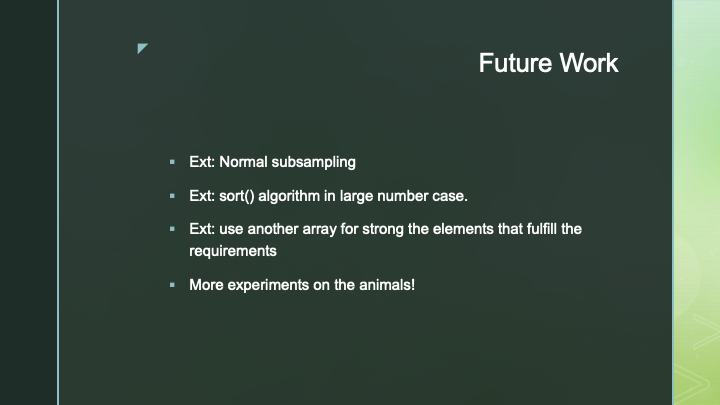 Future Work
Ext: Normal subsampling
Ext: sort() algorithm in large number case.
Ext: use another array for strong the elements that fulfill the
requirements
More experiments on the animals!